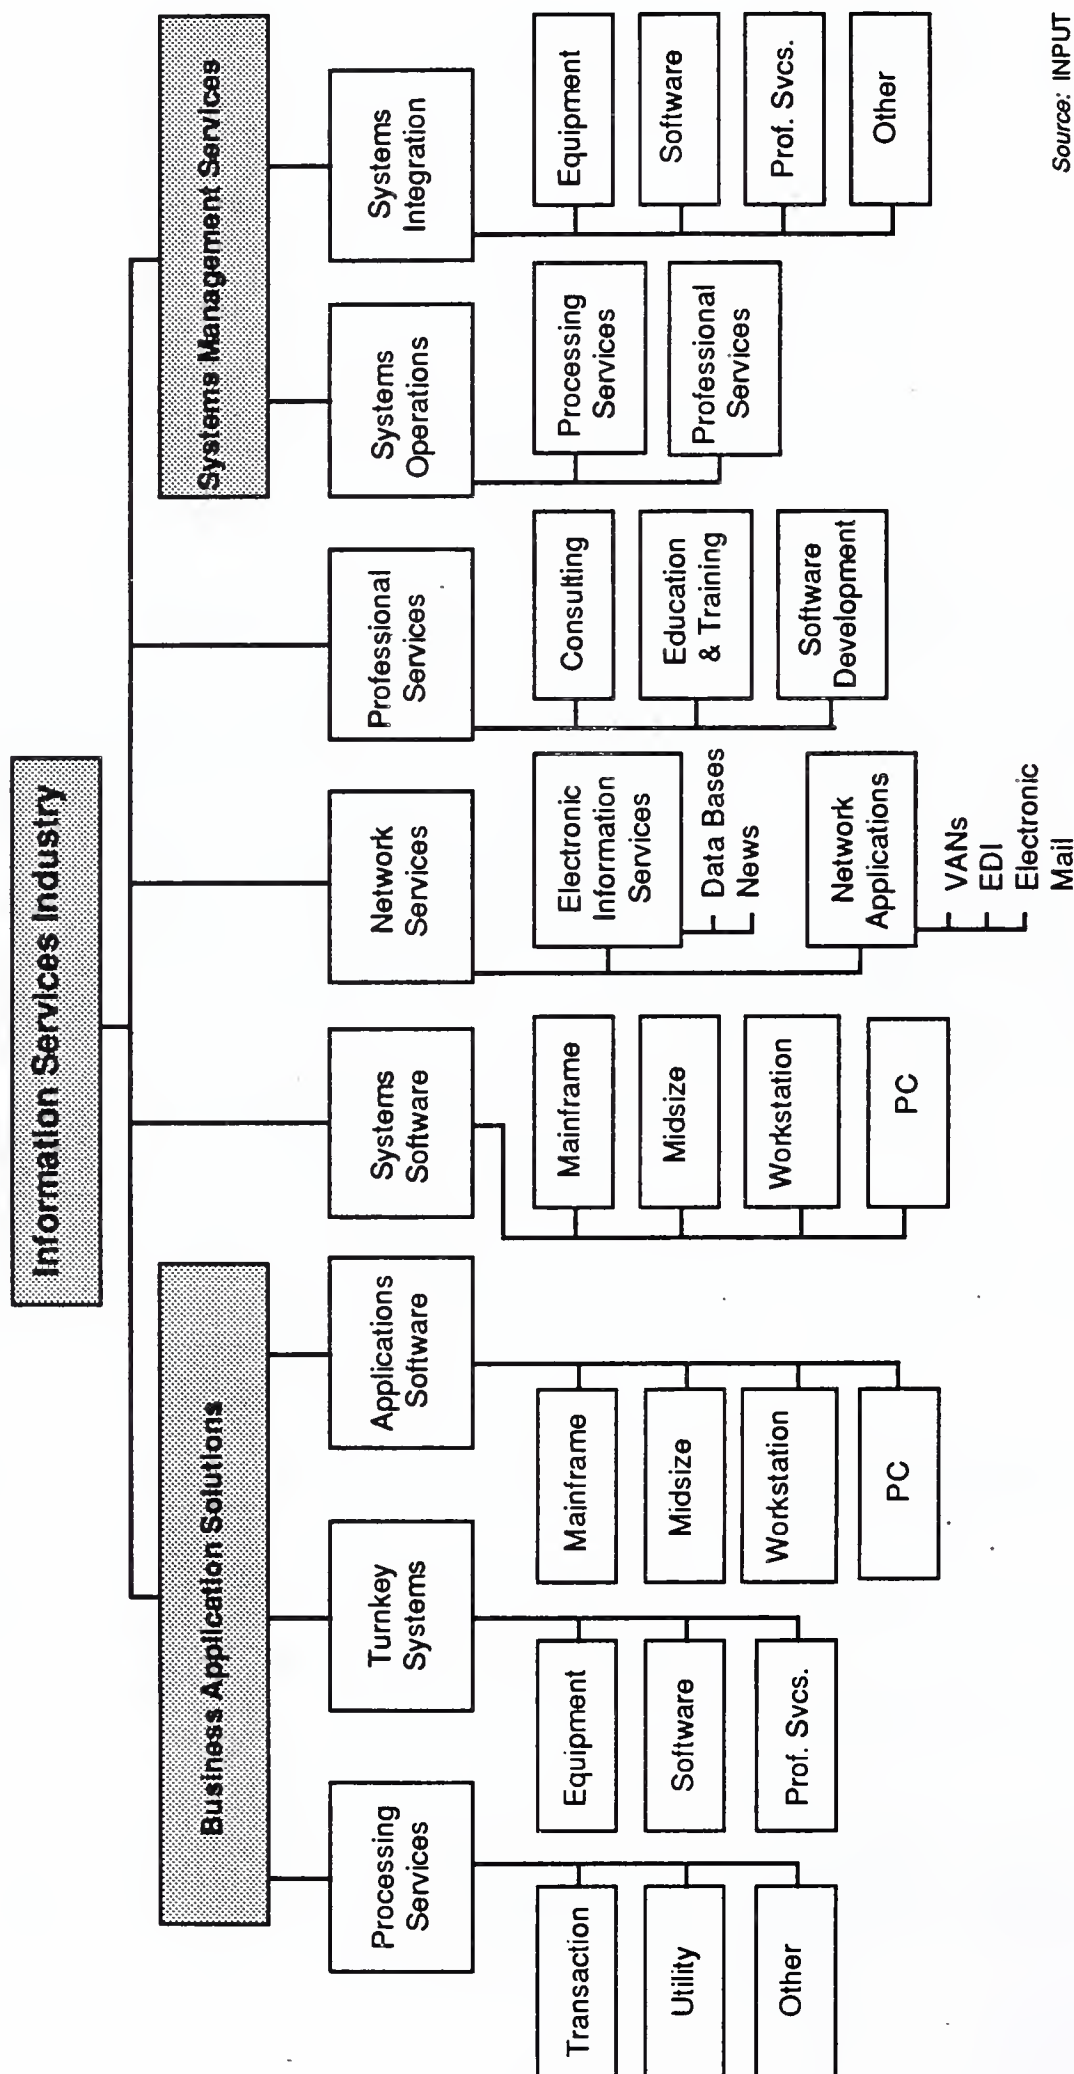 Information Services Industry
Business Application Solutions
Systems Management Services
Processing
Services
Turnkey
Systems
Applications
Software
Systems
Software
Network
Services
Professional
Services
Systems
Operations
Systems
Integration
Transaction
Utility
Other
Equipment
Software
Prof. Svcs.
Mainframe
Midsize
Workstation
PC
Mainframe
Midsize
Workstation
PC
Electronic
Information
Services
Data Bases
News
Network
Applications
VANs
EDI
Electronic
Mail
Consulting
Education
& Training
Software
Development
Processing
Services
Professional
Services
Equipment
Software
Prof. Svcs.
Other
Source: INPUT